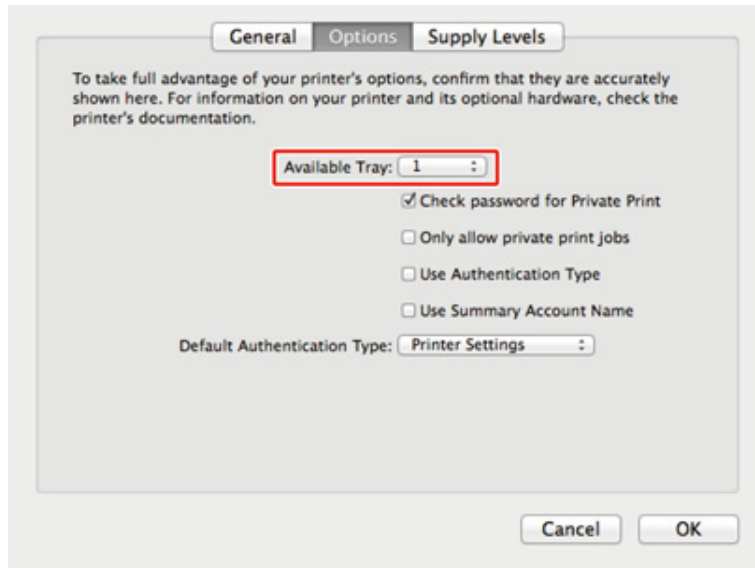 General Options Supply Levels
To take full advantage of your printer's options, confirm that they are accurately
shown here. For information on your printer and its optional hardware, check the
printer's documentation.
Available Tray: 1
Check password for Private Print
Only allow private print jobs
Use Authentication Type
Use Summary Account Name
Default Authentication Type: Printer Settings
Cancel OK